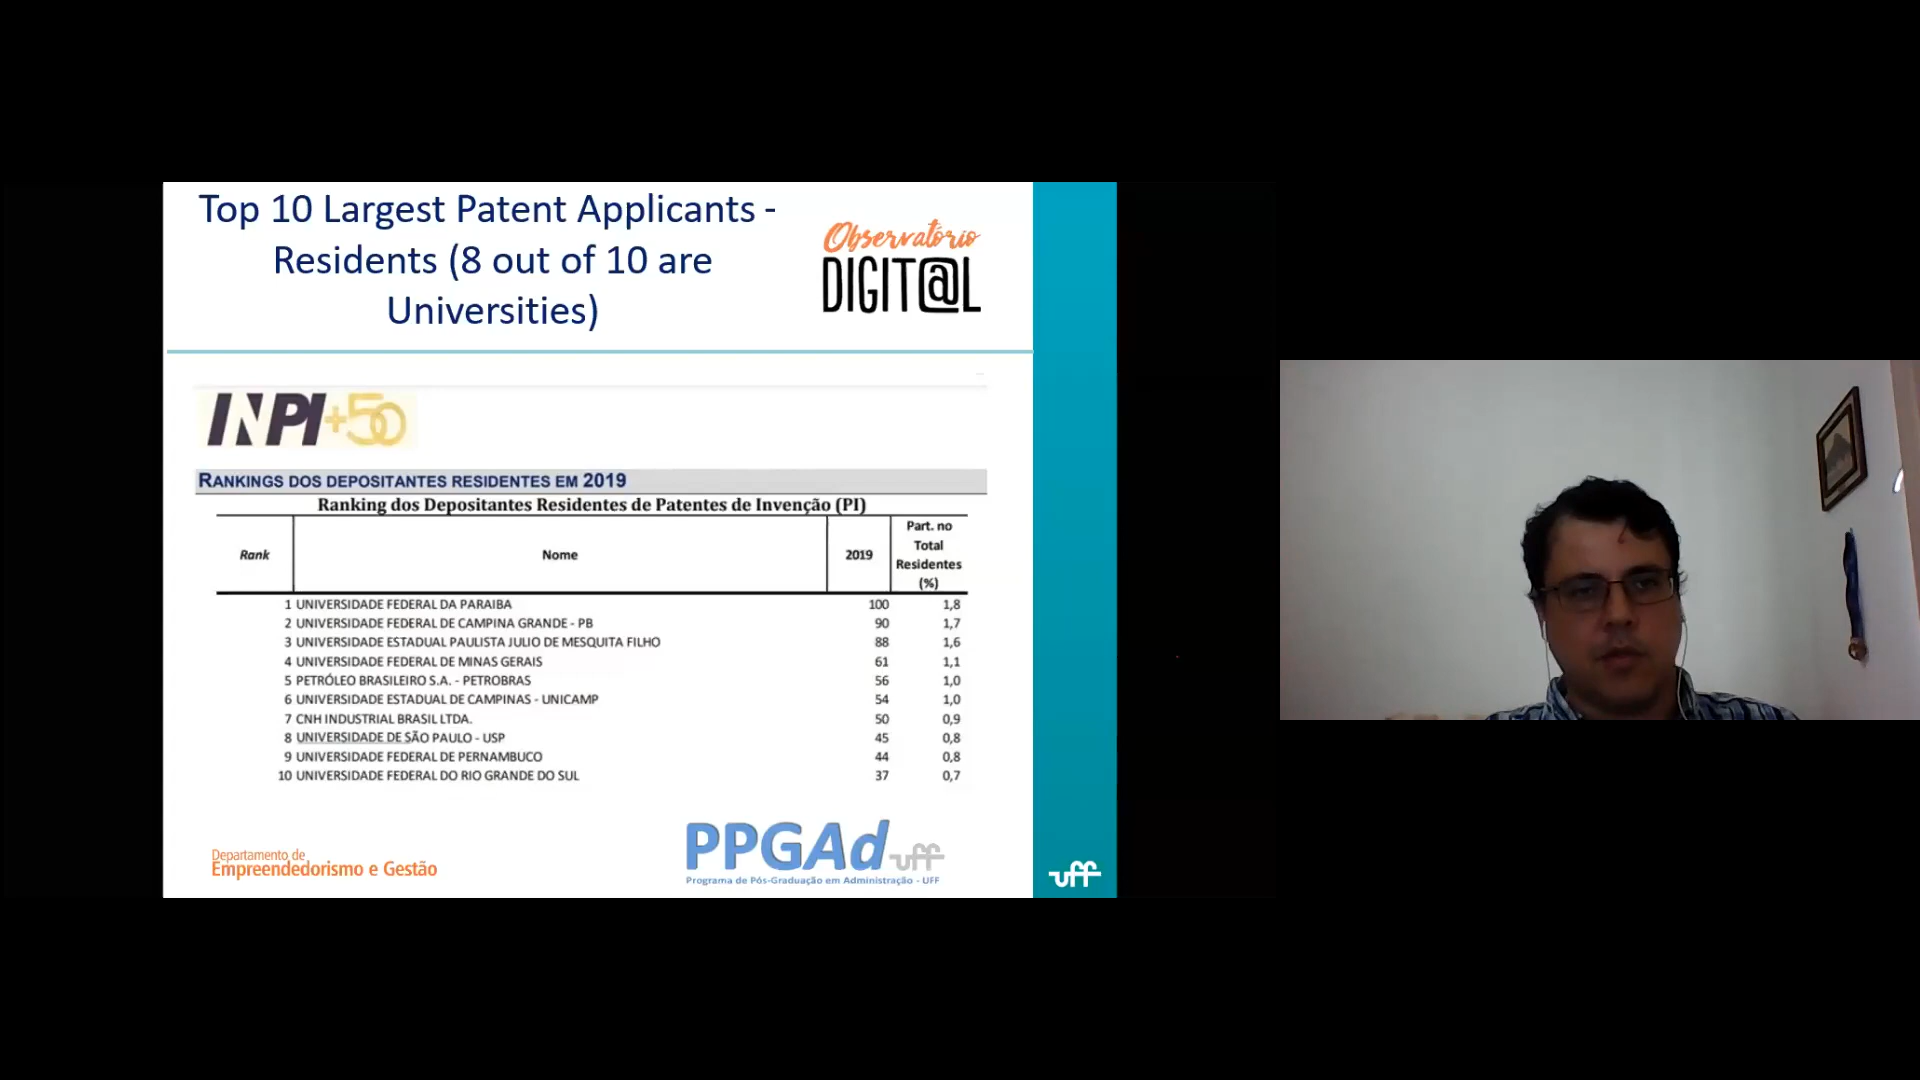 Top 10 Largest Patent Applicants -
Residents (8 out of 10 are
Universities)
Observatório
DIGIT@L
INPI+50
RANKINGS DOS DEPOSITANTES RESIDENTES EM 2019
Ranking dos Depositantes Residentes de Patentes de Invenção (PI)
Rank Nome 2019 Part. no Total Residentes (%)
1 UNIVERSIDADE FEDERAL DA PARAIBA 100 1,8
2 UNIVERSIDADE FEDERAL DE CAMPINA GRANDE - PB 90 1,7
3 UNIVERSIDADE ESTADUAL PAULISTA JULIO DE MESQUITA FILHO 88 1,6
4 UNIVERSIDADE FEDERAL DE MINAS GERAIS 61 1,1
5 PETRÓLEO BRASILEIRO S.A. - PETROBRAS 56 1,0
6 UNIVERSIDADE ESTADUAL DE CAMPINAS - UNICAMP 54 1,0
7 CNH INDUSTRIAL BRASIL LTDA. 50 0,9
8 UNIVERSIDADE DE SÃO PAULO - USP 45 0,8
9 UNIVERSIDADE FEDERAL DE PERNAMBUCO 44 0,8
10 UNIVERSIDADE FEDERAL DO RIO GRANDE DO SUL 37 0,7
Departamento de
Empreendedorismo e Gestão
PPGAd uff
Programa de Pós-Graduação em Administração - UFF
uff